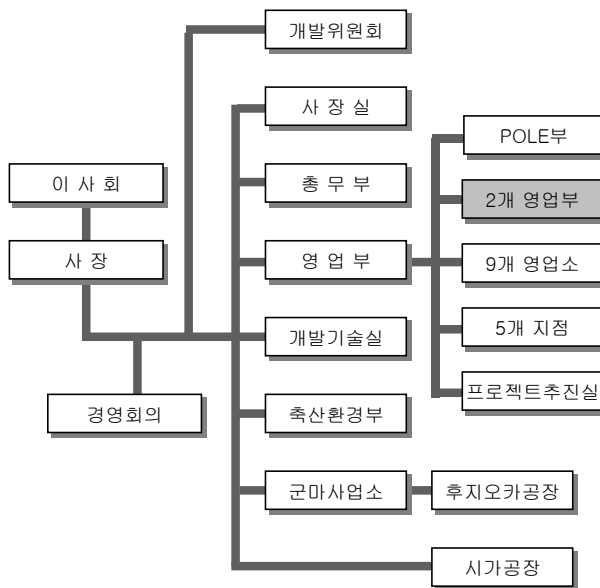 개발위원회
사 장 실
POLE부
이 사 회
총 무 부
2개 영업부
사 장
영 업 부
9개 영업소
개발기술실
5개 지점
경영회의
축산환경부
프로젝트추진실
군마사업소
후지오카공장
시가공장